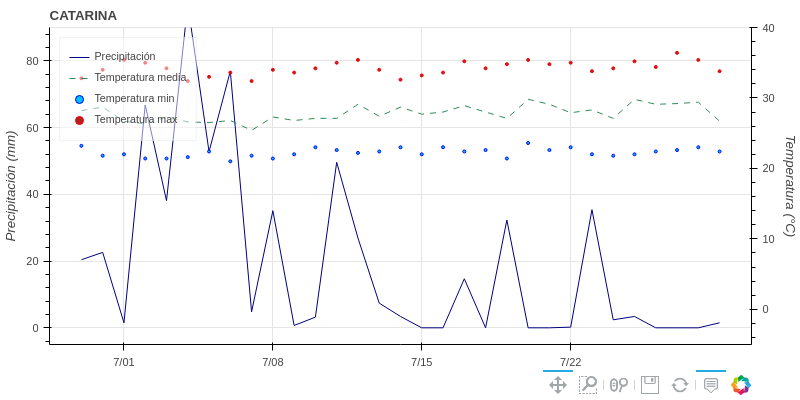 CATARINA
Precipitación
Temperatura media
Temperatura min
Temperatura max
Precipitación (mm)
80
60
40
20
0
40
30
20
10
0
Temperatura (°C)
7/01
7/08
7/15
7/22